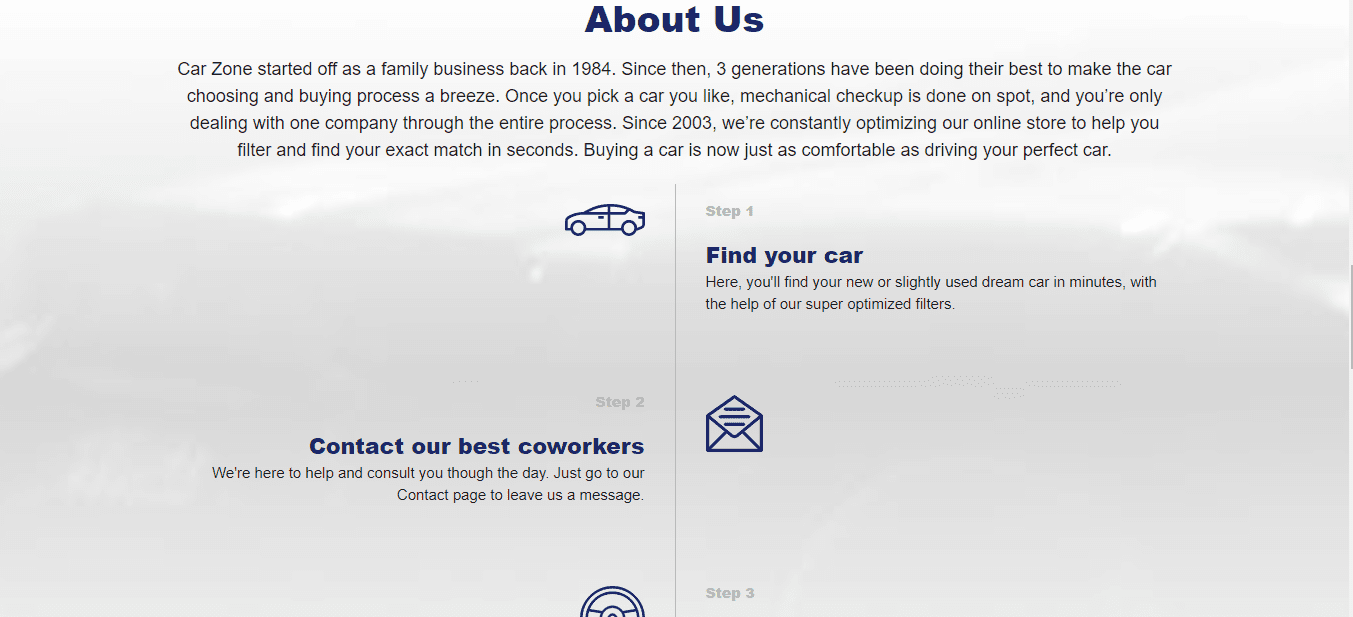 About Us
Car Zone started off as a family business back in 1984. Since then, 3 generations have been doing their best to make the car
choosing and buying process a breeze. Once you pick a car you like, mechanical checkup is done on spot, and you’re only
dealing with one company through the entire process. Since 2003, we’re constantly optimizing our online store to help you
filter and find your exact match in seconds. Buying a car is now just as comfortable as driving your perfect car.
Step 1
Find your car
Here, you'll find your new or slightly used dream car in minutes, with
the help of our super optimized filters.
Step 2
Contact our best coworkers
We're here to help and consult you though the day. Just go to our
Contact page to leave us a message.
Step 3